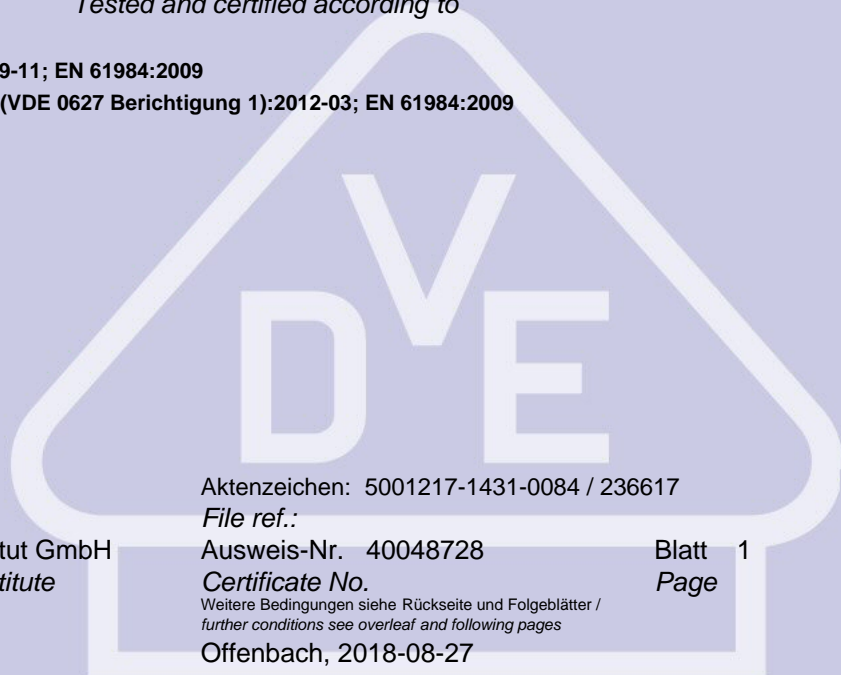 Tested and certified according to
9-11; EN 61984:2009
(VDE 0627 Berichtigung 1):2012-03; EN 61984:2009
DVE
Aktenzeichen: 5001217-1431-0084 / 236617
File ref.:
tut GmbH Ausweis-Nr. 40048728 Blatt 1
titute Certificate No. Page
Weitere Bedingungen siehe Rückseite und Folgeblätter /
further conditions see overleaf and following pages
Offenbach, 2018-08-27